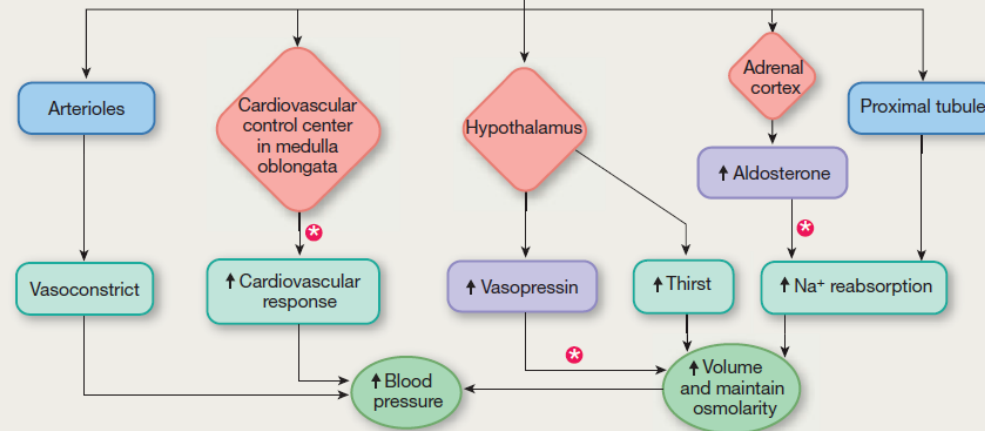 Arterioles
Cardiovascular
control center
in medulla
oblongata
Hypothalamus
Adrenal
cortex
Proximal tubule
↑ Aldosterone
Vasoconstrict
↑ Cardiovascular
response
↑ Vasopressin
↑ Thirst
↑ Na⁺ reabsorption
↑ Blood
pressure
↑ Volume
and maintain
osmolarity